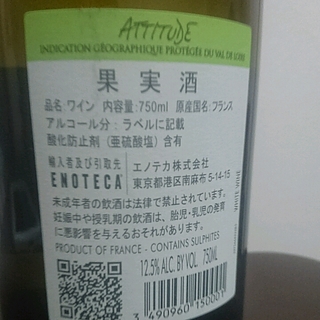 ATTITUDE
INDICATION GÉOGRAPHIQUE PROTÉGÉE DU VAL DE LOIRE
果実酒
品名:ワイン 内容量:750ml 原産国名:フランス
アルコール分:ラベルに記載
酸化防止剤(亜硫酸塩)含有
輸入者及び引取先
ENOTECA
エノテカ株式会社
東京都港区南麻布5-14-15
未成年者の飲酒は法律で禁止されています。
妊娠中や授乳期の飲酒は、胎児・乳児の発育
に悪影響を与えるおそれがあります。
PRODUCT OF FRANCE - CONTAINS SULPHITES
12.5% ALC. BY VOL. 750ML
3 490960 150001